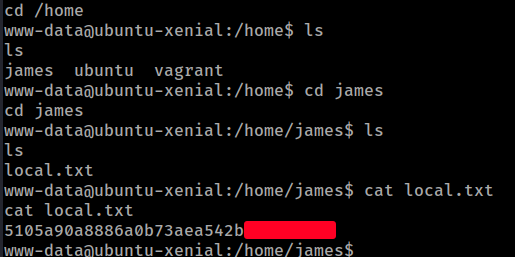 cd /home
www-data@ubuntu-xenial:/home$ ls
ls
james  ubuntu  vagrant
www-data@ubuntu-xenial:/home$ cd james
cd james
www-data@ubuntu-xenial:/home/james$ ls
ls
local.txt
www-data@ubuntu-xenial:/home/james$ cat local.txt
cat local.txt
5105a90a8886a0b73aea542b
www-data@ubuntu-xenial:/home/james$